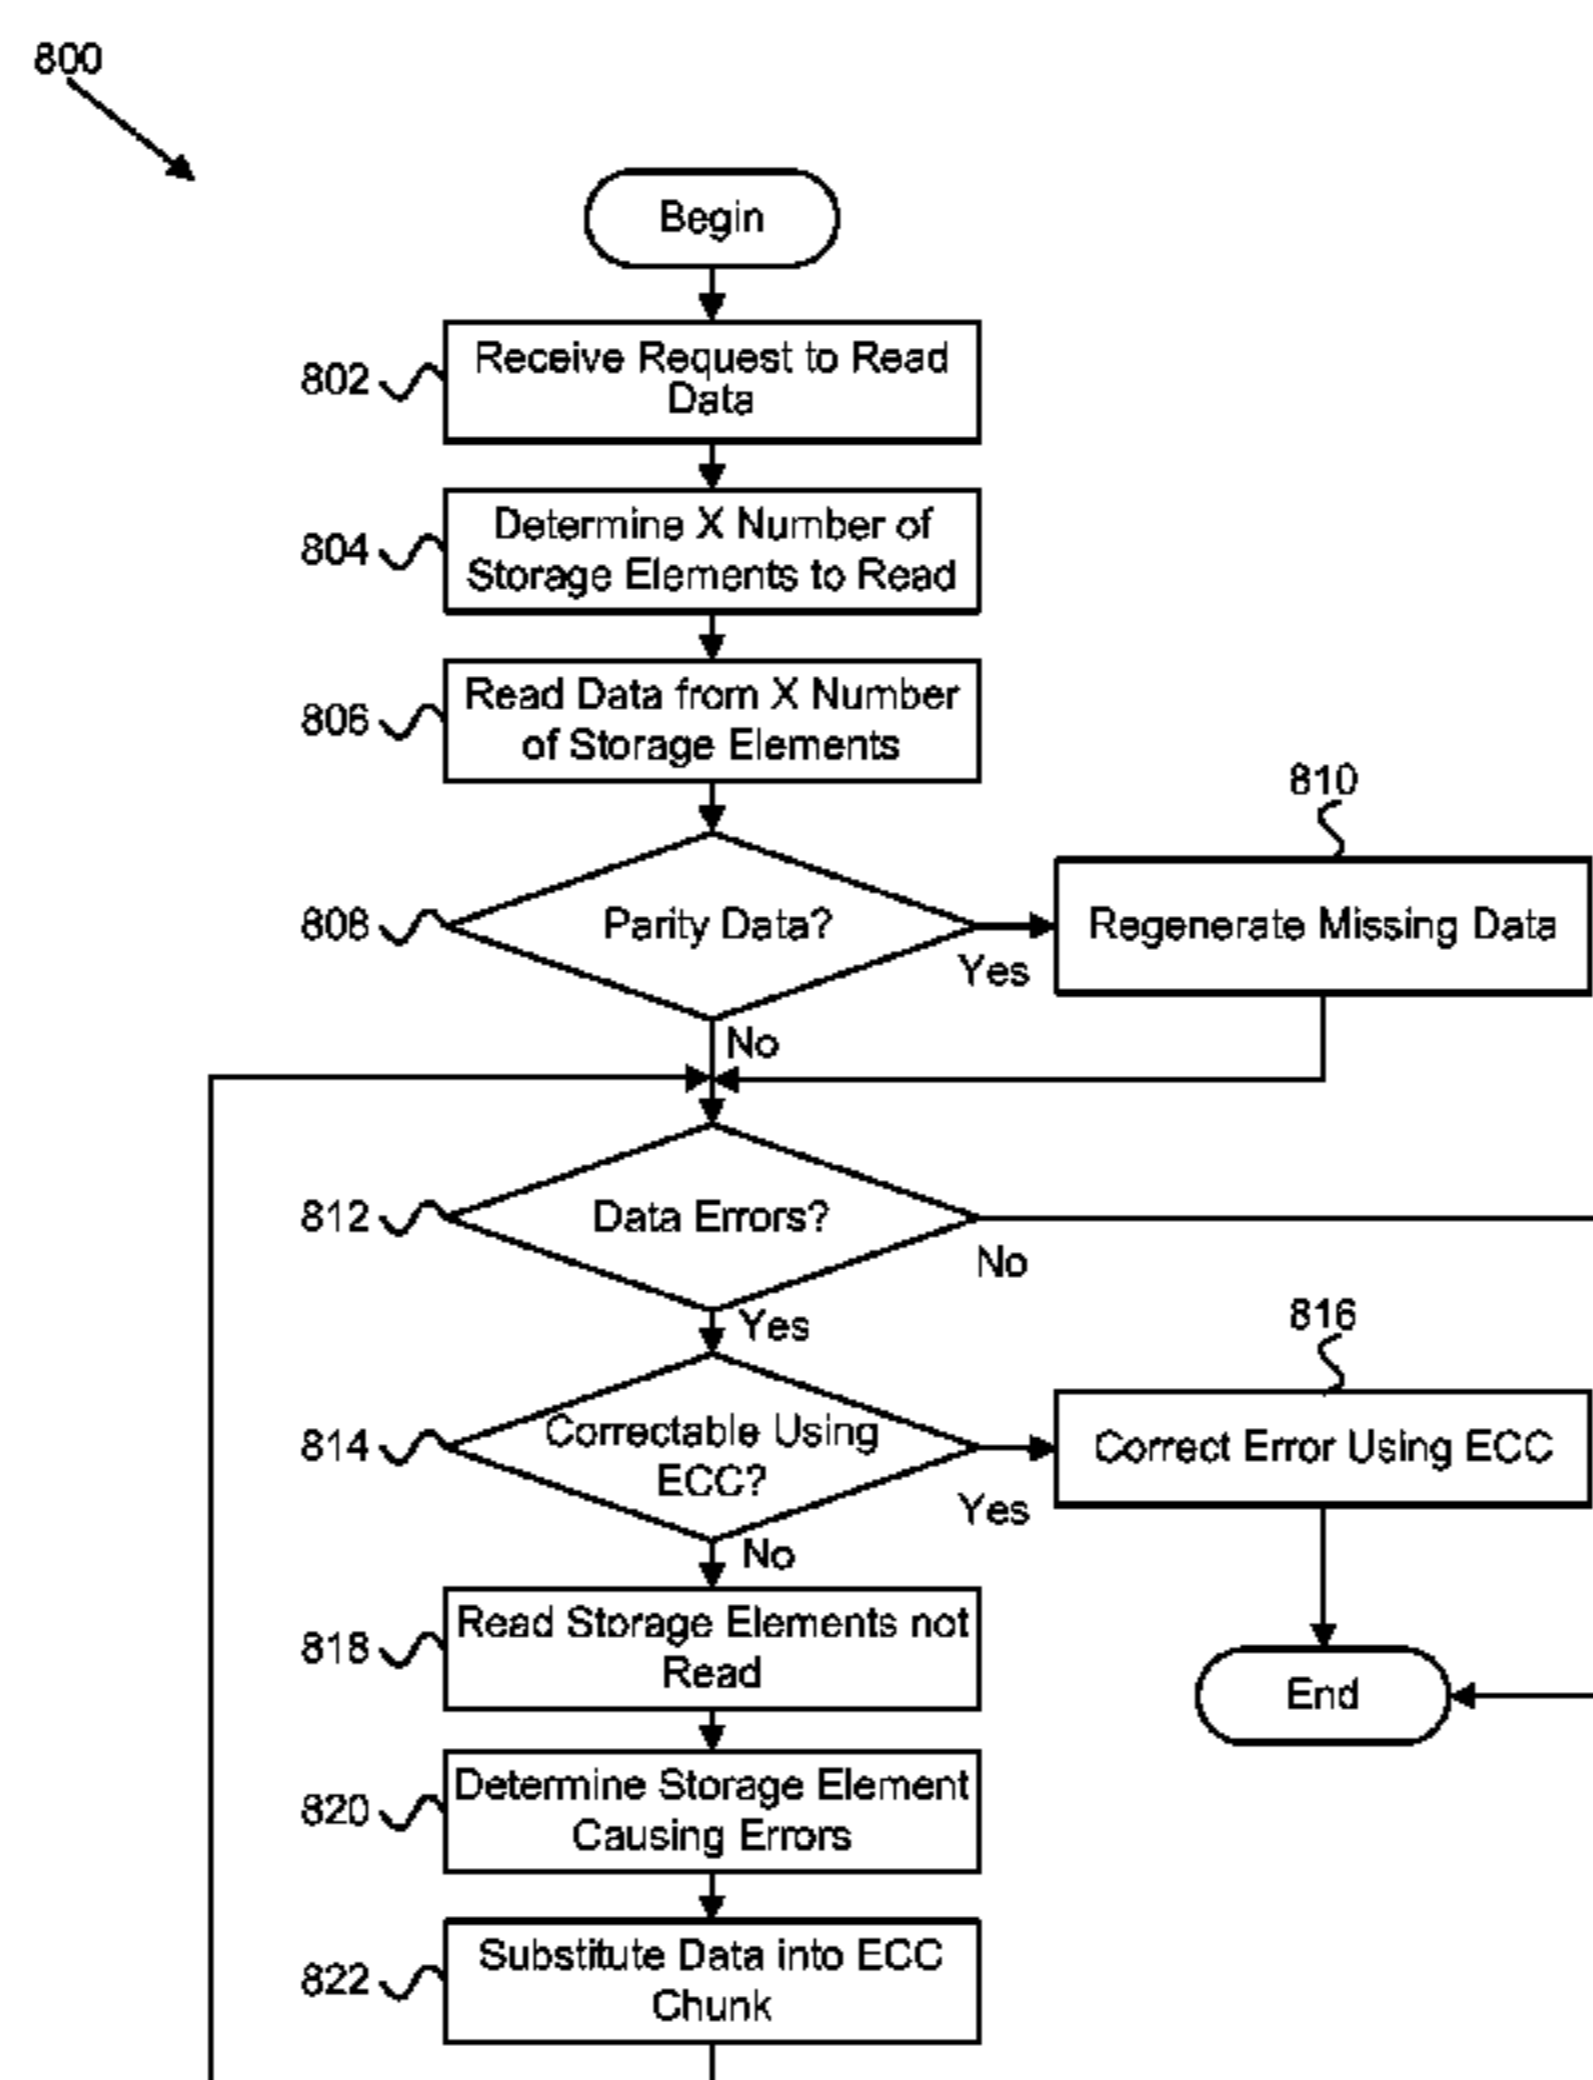 800
Begin
802
Receive Request to Read
Data
804
Determine X Number of
Storage Elements to Read
806
Read Data from X Number
of Storage Elements
810
808
Parity Data?
Regenerate Missing Data
Yes
No
812
Data Errors?
No
Yes
816
814
Correctable Using
ECC?
Correct Error Using ECC
Yes
No
818
Read Storage Elements not
Read
End
820
Determine Storage Element
Causing Errors
822
Substitute Data into ECC
Chunk